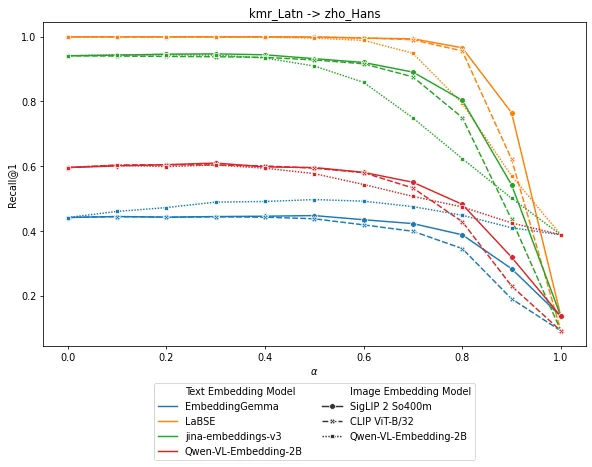 kmr_Latn -> zho_Hans
Recall@1
1.0
0.8
0.6
0.4
0.2
0.0 0.2 0.4 0.6 0.8 1.0
α
Text Embedding Model
EmbeddingGemma
LaBSE
jina-embeddings-v3
Qwen-VL-Embedding-2B
Image Embedding Model
SigLIP 2 So400m
CLIP ViT-B/32
Qwen-VL-Embedding-2B